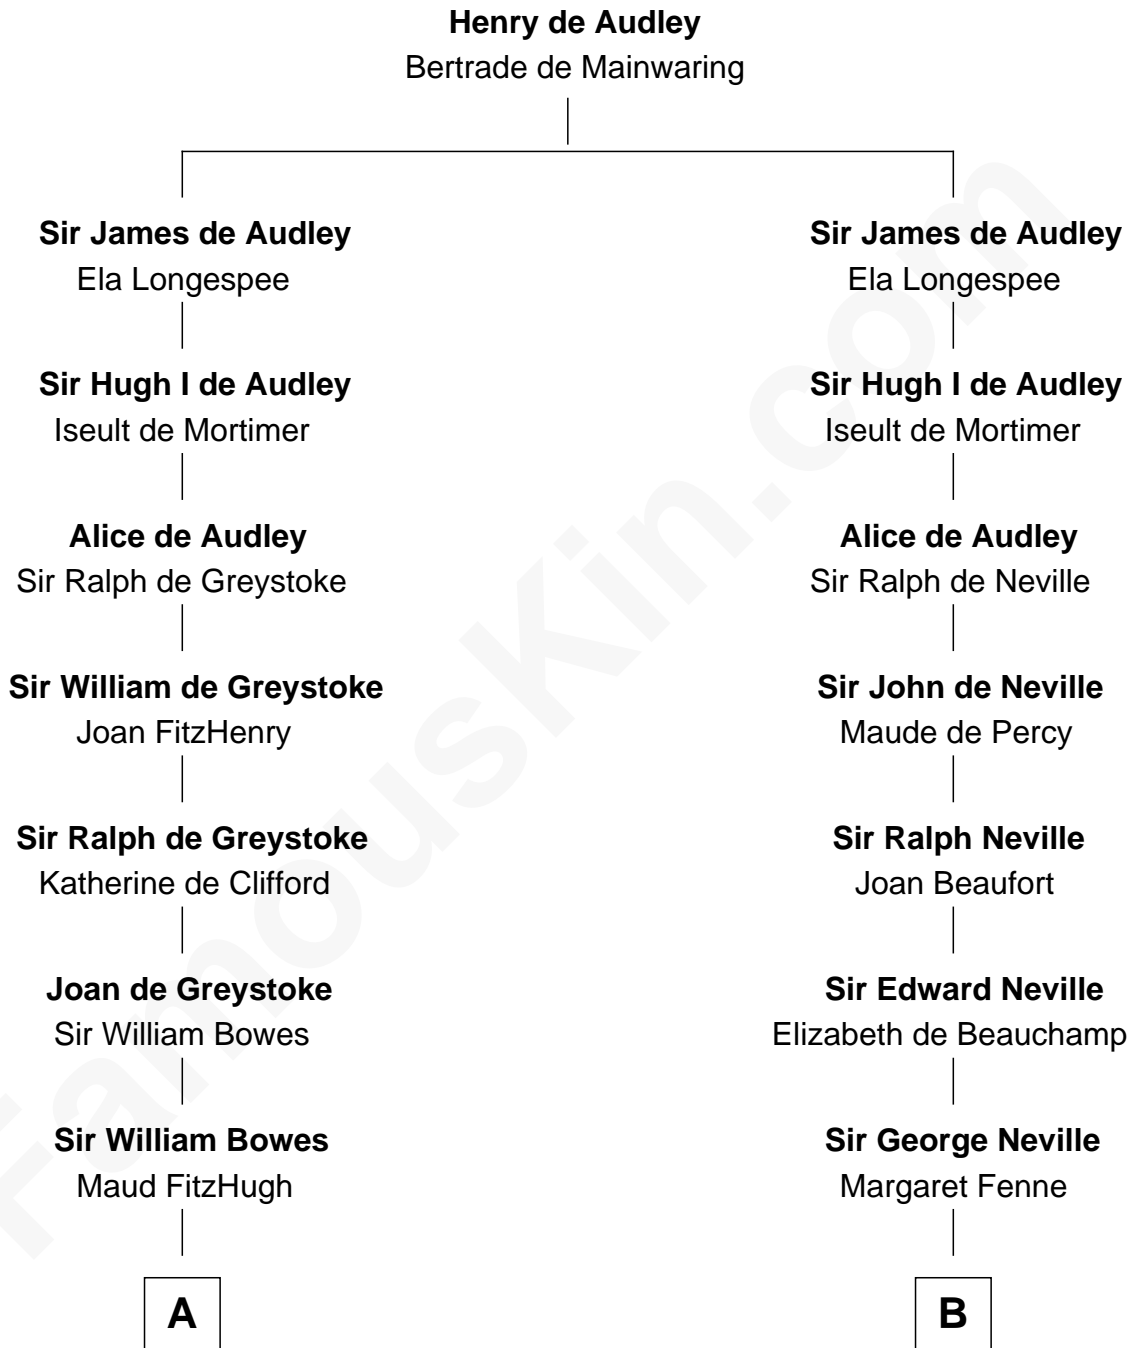 Henry de Audley
Bertrade de Mainwaring
Sir James de Audley
Ela Longespee
Sir Hugh I de Audley
Iseult de Mortimer
Alice de Audley
Sir Ralph de Greystoke
Sir William de Greystoke
Joan FitzHenry
Sir Ralph de Greystoke
Katherine de Clifford
Joan de Greystoke
Sir William Bowes
Sir William Bowes
Maud FitzHugh
A
Sir James de Audley
Ela Longespee
Sir Hugh I de Audley
Iseult de Mortimer
Alice de Audley
Sir Ralph de Neville
Sir John de Neville
Maude de Percy
Sir Ralph Neville
Joan Beaufort
Sir Edward Neville
Elizabeth de Beauchamp
Sir George Neville
Margaret Fenne
B
FamousKin.com